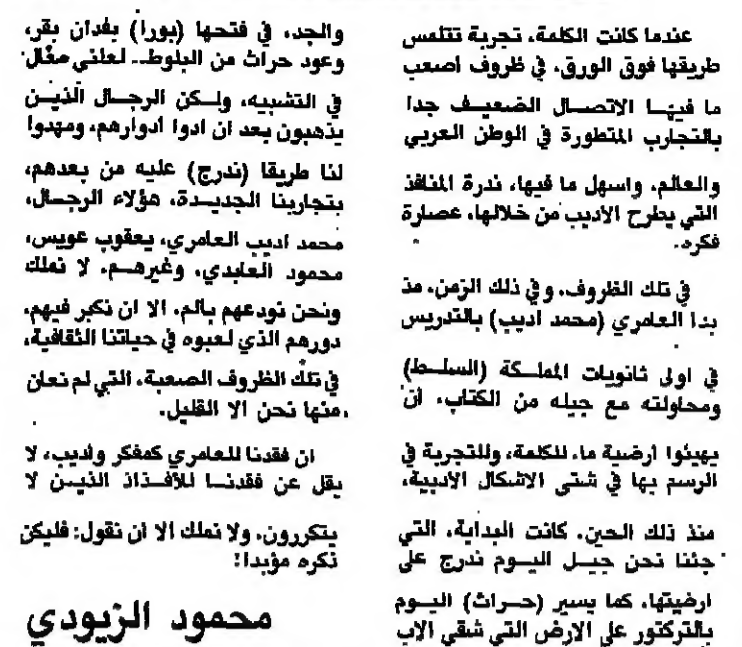 عندما كانت الكلمة، تجربة تتلمس
طريقها فوق الورق، في ظروف اصعب
ما فيها الاتصال الضعيف جدا
بالتجارب المتطورة في الوطن العربي
والعالم، واسهل ما فيها، ندرة المنافذ
التي يطرح الأديب من خلالها، عصارة
فكره.
في تلك الظروف، وفي ذلك الزمن، مذ
بدا العامري (محمد اديب) بالتدريس
في اولى ثانويات المملكة (السلط)
ومحاولته مع جيله من الكتاب، ان
يهيئوا أرضية ما، للكلمة، وللتجربة في
الرسم بها في شتى الاشكال الأدبية،
منذ ذلك الحين، كانت البداية، التي
جئنا نحن جيل اليوم ندرج على
ارضيتها، كما يسير (حراث) اليوم
بالتركتور على الارض التي شقي الاب
والجد، في فتحها (بورا) بفدان بقر،
وعود حراث من البلوط.. لعلني مغال
في التشبيه، ولكن الرجال الذين
يذهبون بعد ان ادوا أدوارهم، ومهدوا
لنا طريقا (ندرج) عليه من بعدهم،
بتجاربنا الجديدة، هؤلاء الرجال،
محمد اديب العامري، يعقوب عويس،
محمود العابدي، وغيرهم، لا نملك
ونحن نودعهم بألم، الا ان نكبر فيهم،
دورهم الذي لعبوه في حياتنا الثقافية،
في تلك الظروف الصعبة، التي لم نعان
منها نحن الا القليل.
ان فقدنا للعامري كمفكر واديب، لا
يقل عن فقدنا للأفذاذ الذين لا
يتكررون، ولا نملك الا أن نقول: فليكن
ذكره مؤبدا!
محمود الزيودي